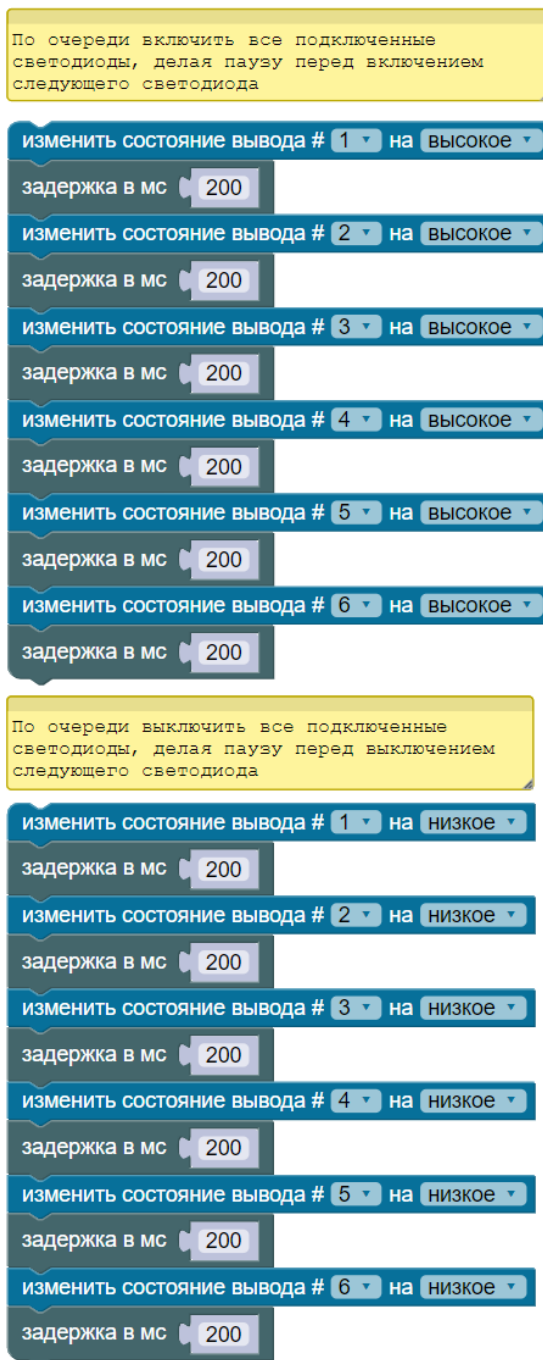 По очереди включить все подключенные
светодиоды, делая паузу перед включением
следующего светодиода
изменить состояние вывода # 1 на высокое
задержка в мс 200
изменить состояние вывода # 2 на высокое
задержка в мс 200
изменить состояние вывода # 3 на высокое
задержка в мс 200
изменить состояние вывода # 4 на высокое
задержка в мс 200
изменить состояние вывода # 5 на высокое
задержка в мс 200
изменить состояние вывода # 6 на высокое
задержка в мс 200
По очереди выключить все подключенные
светодиоды, делая паузу перед выключением
следующего светодиода
изменить состояние вывода # 1 на низкое
задержка в мс 200
изменить состояние вывода # 2 на низкое
задержка в мс 200
изменить состояние вывода # 3 на низкое
задержка в мс 200
изменить состояние вывода # 4 на низкое
задержка в мс 200
изменить состояние вывода # 5 на низкое
задержка в мс 200
изменить состояние вывода # 6 на низкое
задержка в мс 200